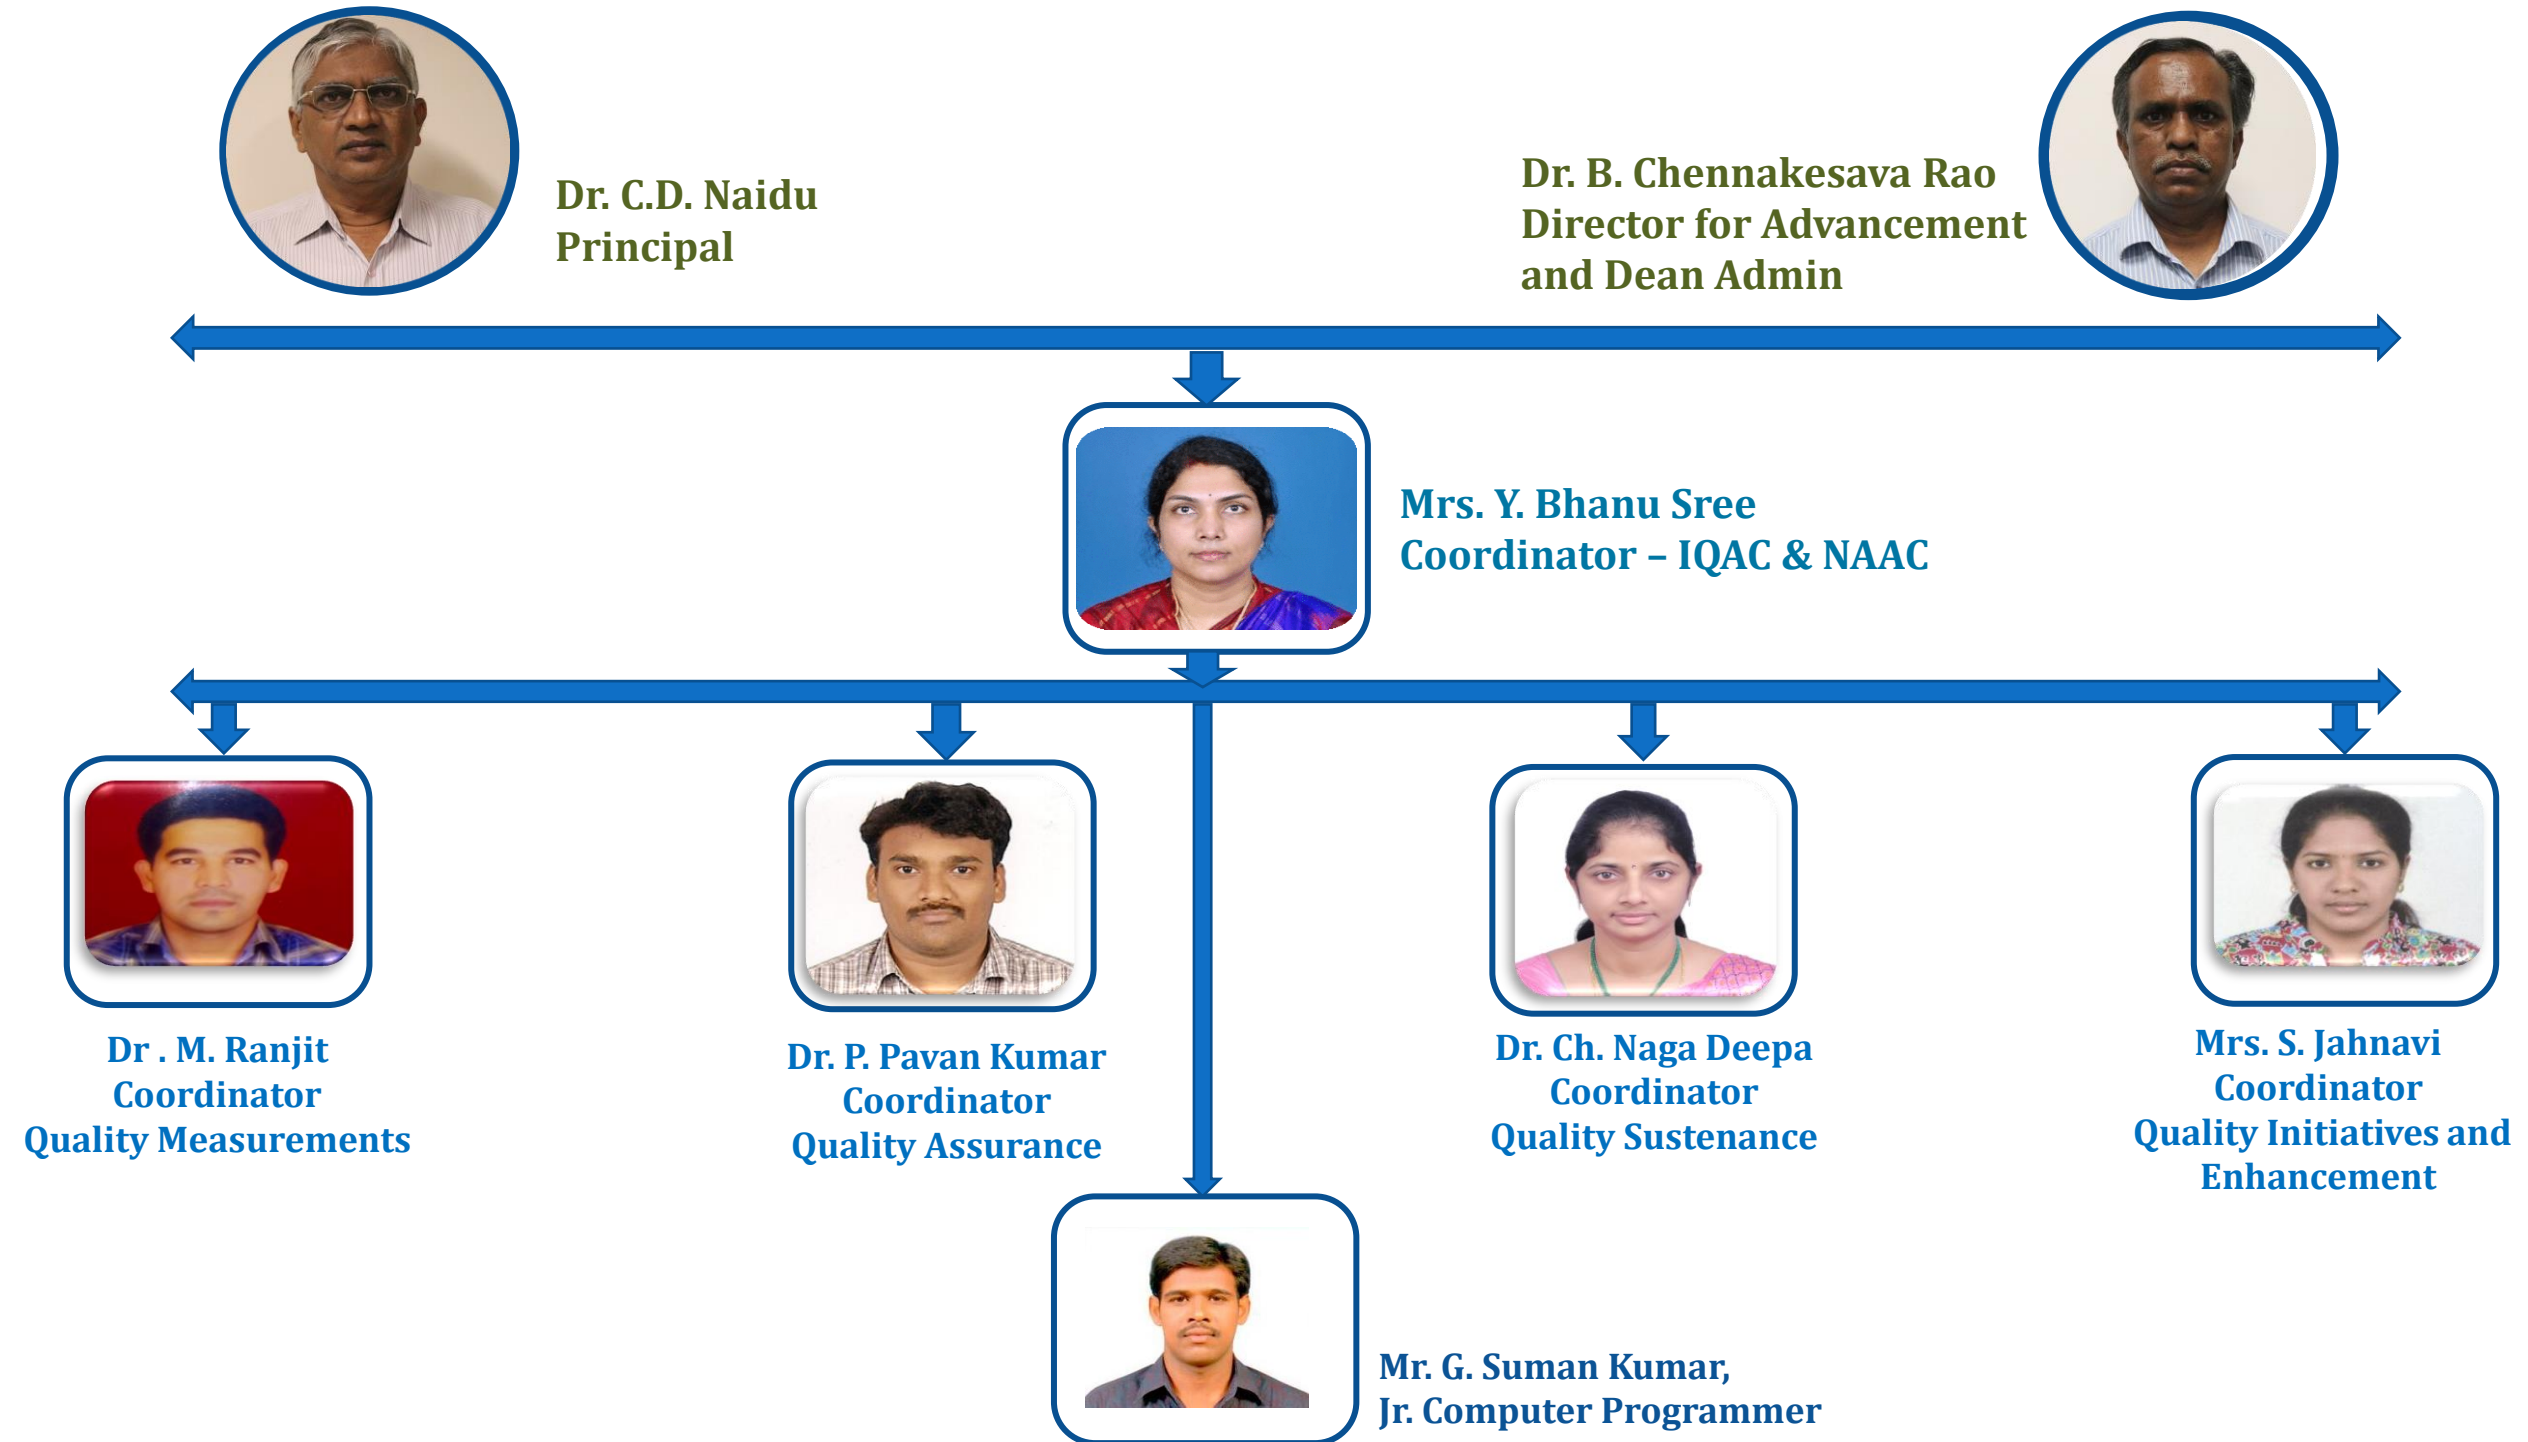 Dr. C.D. Naidu
Principal
Dr. B. Chennakesava Rao
Director for Advancement
and Dean Admin
Mrs. Y. Bhanu Sree
Coordinator – IQAC & NAAC
Dr . M. Ranjit
Coordinator
Quality Measurements
Dr. P. Pavan Kumar
Coordinator
Quality Assurance
Dr. Ch. Naga Deepa
Coordinator
Quality Sustenance
Mrs. S. Jahnavi
Coordinator
Quality Initiatives and
Enhancement
Mr. G. Suman Kumar,
Jr. Computer Programmer